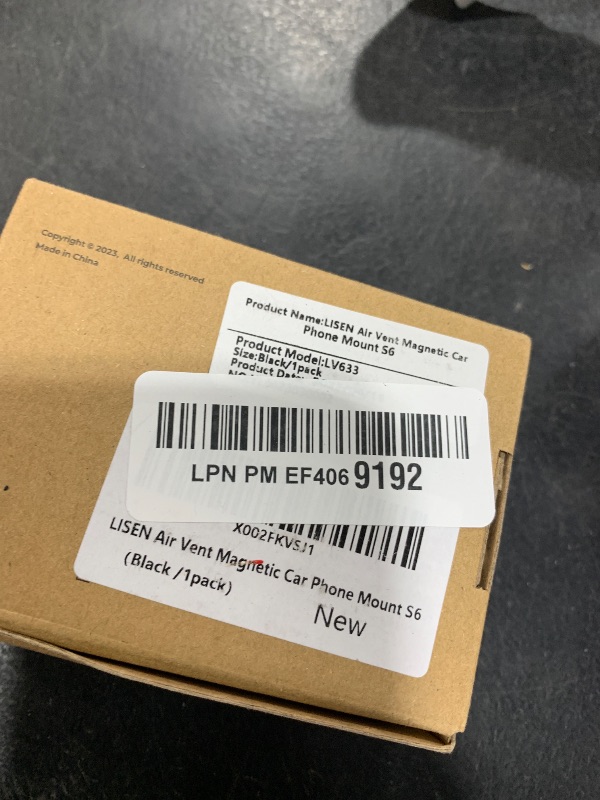 Copyright © 2023, All rights reserved
Made in China
Product Name:LISEN Air Vent Magnetic Car
Phone Mount S6
Product Model:LV633
Size:Black/1pack
Product
LPN PM EF406 9192
X002FKVSJ1
LISEN Air Vent Magnetic Car Phone Mount S6
(Black /1pack)
New